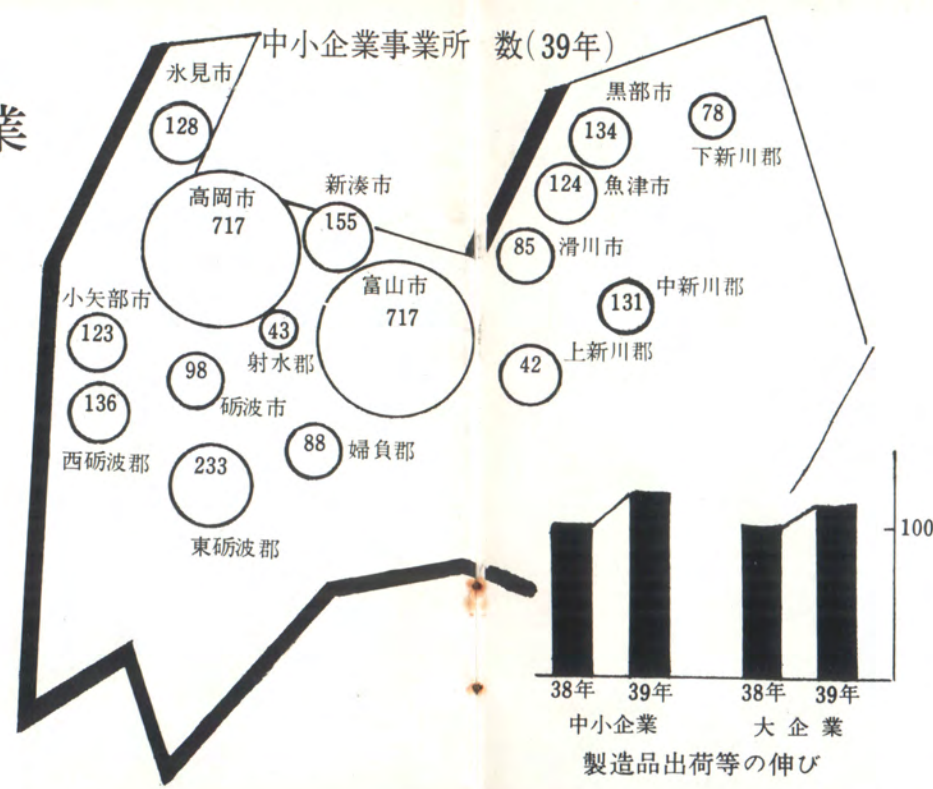 中小企業事業所 数(39年)
業
氷見市
128
高岡市
717
新湊市
155
富山市
717
小矢部市
123
43
射水郡
98
砺波市
136
西砺波郡
88
婦負郡
233
東砺波郡
黒部市
134
78
下新川郡
124
魚津市
85
滑川市
131
中新川郡
42
上新川郡
100
38年 39年 38年 39年
中小企業 大企業
製造品出荷等の伸び